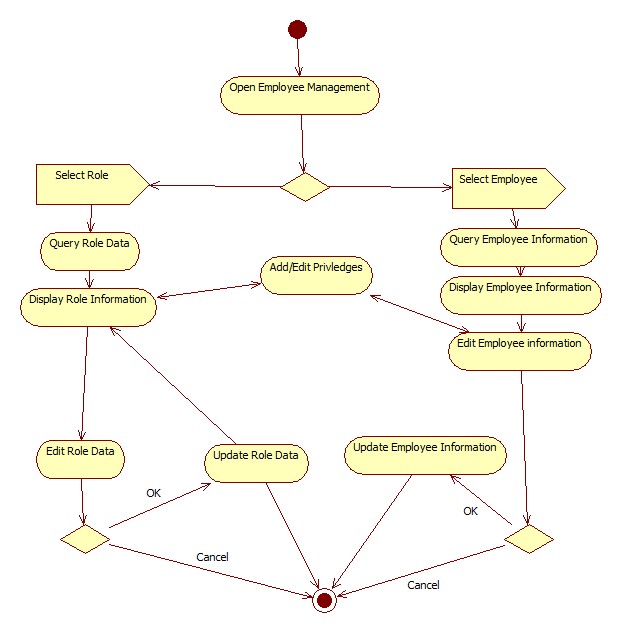 Open Employee Management
Select Role
Select Employee
Query Role Data
Query Employee Information
Add/Edit Privledges
Display Role Information
Display Employee Information
Edit Employee information
Edit Role Data
Update Role Data
Update Employee Information
OK
OK
Cancel
Cancel